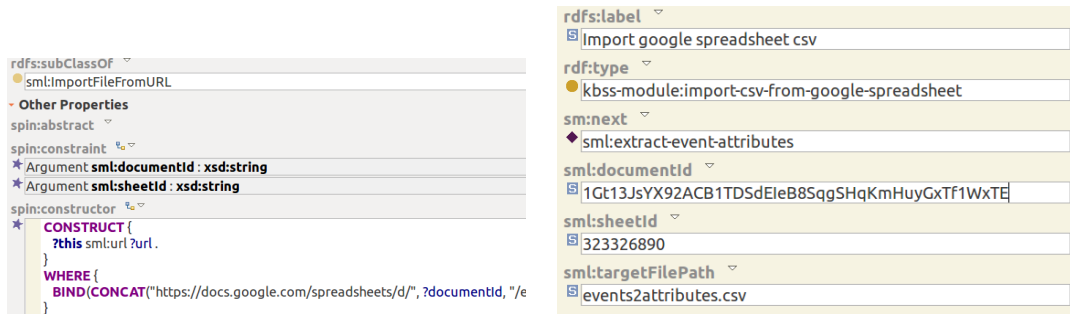 rdfs:subClassOf
sml:ImportFileFromURL
Other Properties
spin:abstract
spin:constraint
Argument sml:documentId : xsd:string
Argument sml:sheetId : xsd:string
spin:constructor
CONSTRUCT {
?this sml:url ?url .
}
WHERE {
BIND(CONCAT("https://docs.google.com/spreadsheets/d/", ?documentId, "/e
}
rdfs:label
S Import google spreadsheet csv
rdf:type
kbss-module:import-csv-from-google-spreadsheet
sm:next
sml:extract-event-attributes
sml:documentId
S 1Gt13JsYX92ACB1TDSdEIeB8SqgSHqKmHuyGxTf1WxTE
sml:sheetId
S 323326890
sml:targetFilePath
S events2attributes.csv